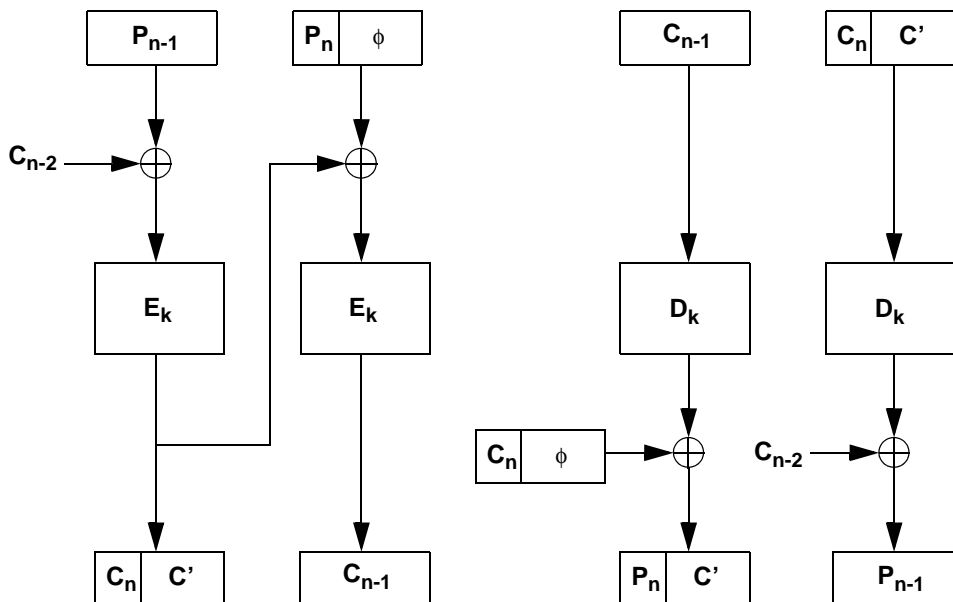 P_{n-1}
P_n ϕ
C_{n-1}
C_n C’
C_{n-2}
E_k
E_k
D_k
D_k
C_n ϕ
C_{n-2}
C_n C’
C_{n-1}
P_n C’
P_{n-1}